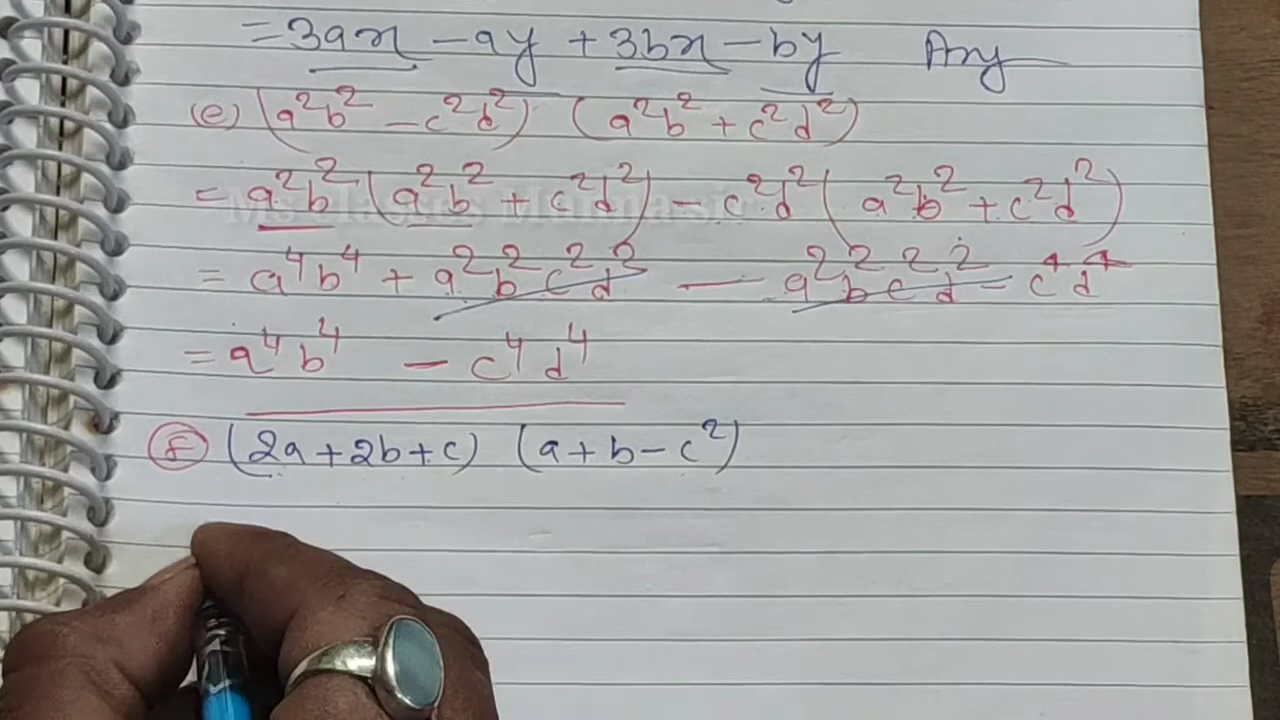 = 3ax - ay + 3bx - by Any
(e) (a²b² - c²d²) (a²b² + c²d²)
= a²b² (a²b² + c²d²) - c²d² (a²b² + c²d²)
= a⁴b⁴ + a²b²c²d² - a²b²c²d² - c⁴d⁴
= a⁴b⁴ - c⁴d⁴
(f) (2a+2b+c) (a+b-c²)